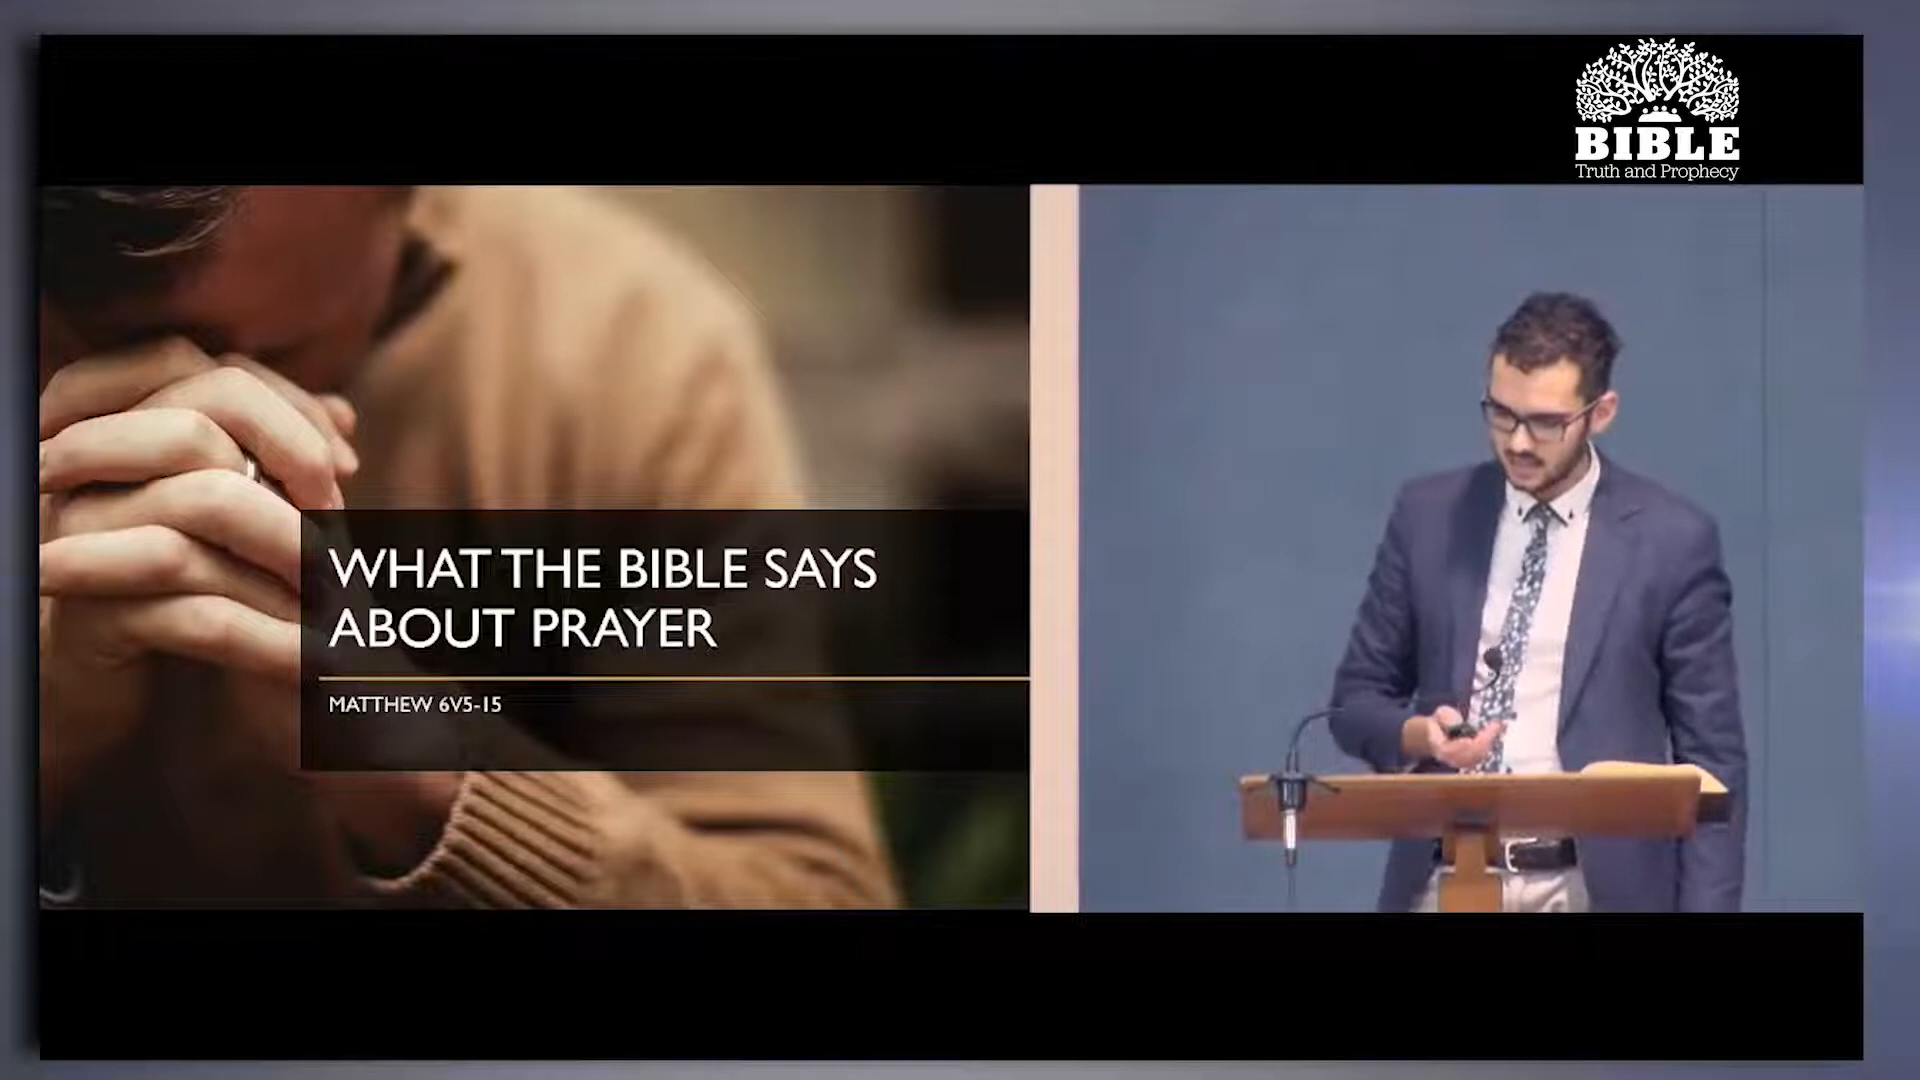 BIBLE
Truth and Prophecy
WHAT THE BIBLE SAYS
ABOUT PRAYER
MATTHEW 6V5-15